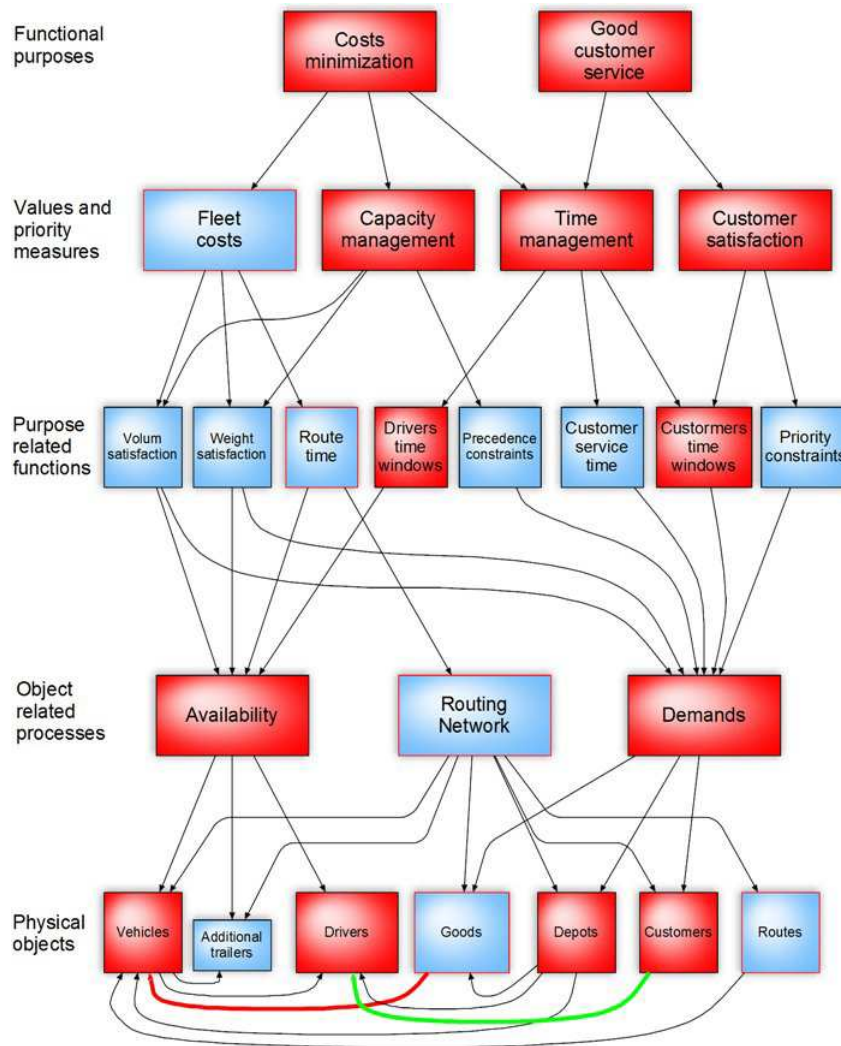 Functional
purposes
Costs
minimization
Good
customer
service
Values and
priority
measures
Fleet
costs
Capacity
management
Time
management
Customer
satisfaction
Purpose
related
functions
Volum
satisfaction
Weight
satisfaction
Route
time
Drivers
time
windows
Precedence
constraints
Customer
service
time
Custormers
time
windows
Priority
constraints
Object
related
processes
Availability
Routing
Network
Demands
Physical
objects
Vehicles
Additional
trailers
Drivers
Goods
Depots
Customers
Routes